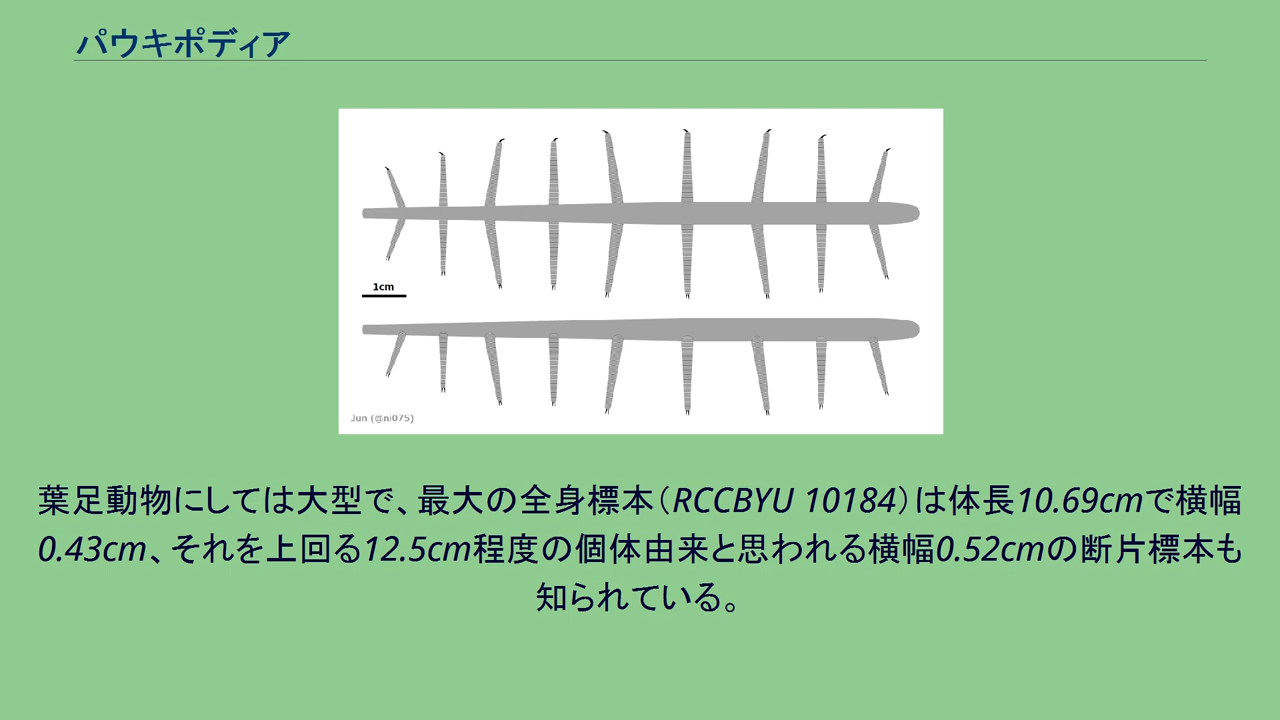 パウキポディア
1cm
Jun (@ni075)
葉足動物にしては大型で、最大の全身標本（RCCBYU 10184）は体長10.69cmで横幅
0.43cm、それを上回る12.5cm程度の個体由来と思われる横幅0.52cmの断片標本も
知られている。